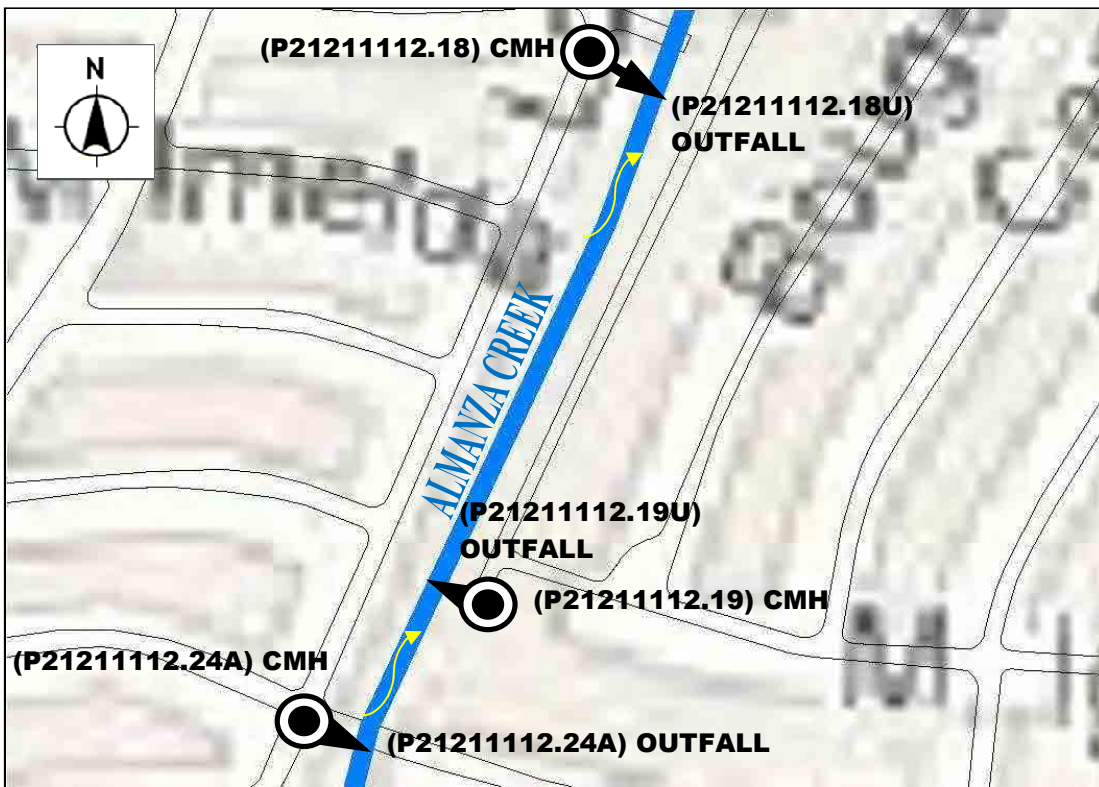 (P21211112.18) CMH
N
(P21211112.18U)
OUTFALL
ALMANZA CREEK
(P21211112.19U)
OUTFALL
(P21211112.19) CMH
(P21211112.24A) CMH
(P21211112.24A) OUTFALL